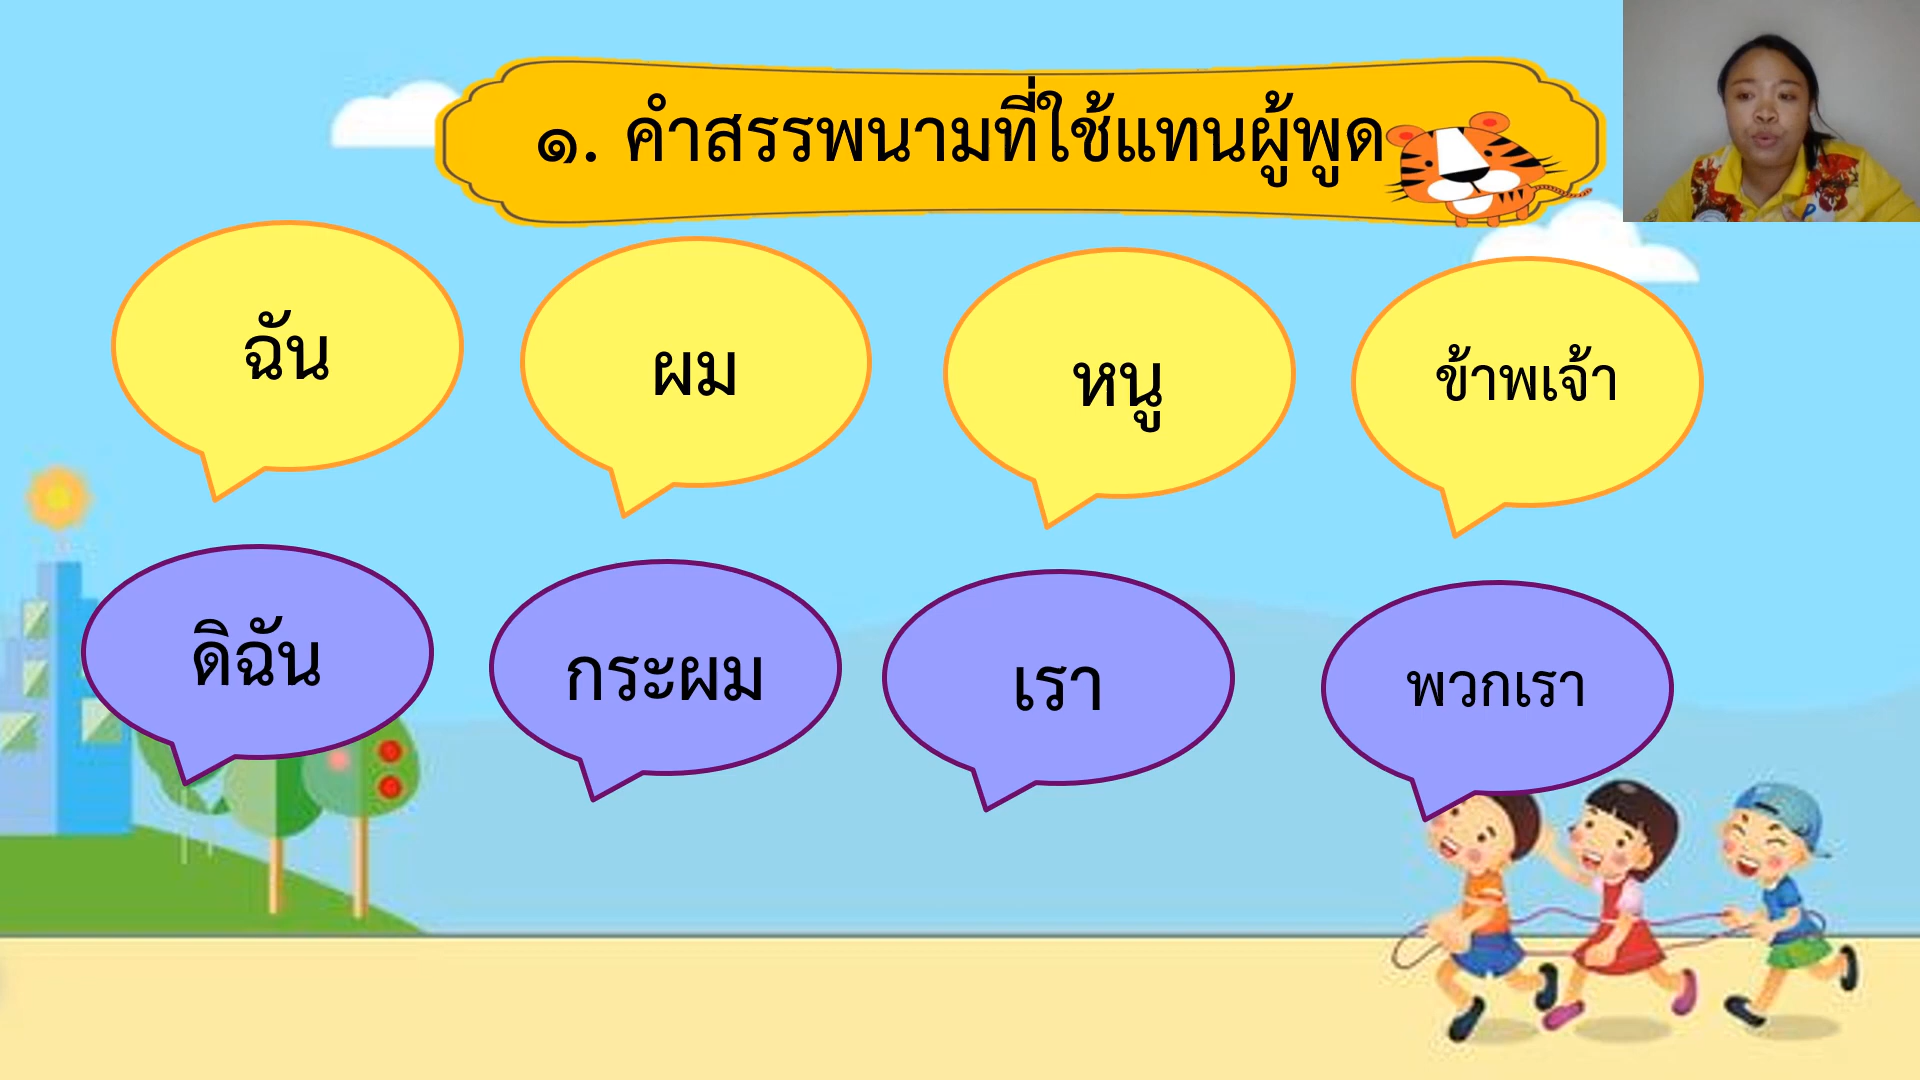 ๑. คำสรรพนามที่ใช้แทนผู้พูด
ฉัน
ผม
หนู
ข้าพเจ้า
ดิฉัน
กระผม
เรา
พวกเรา